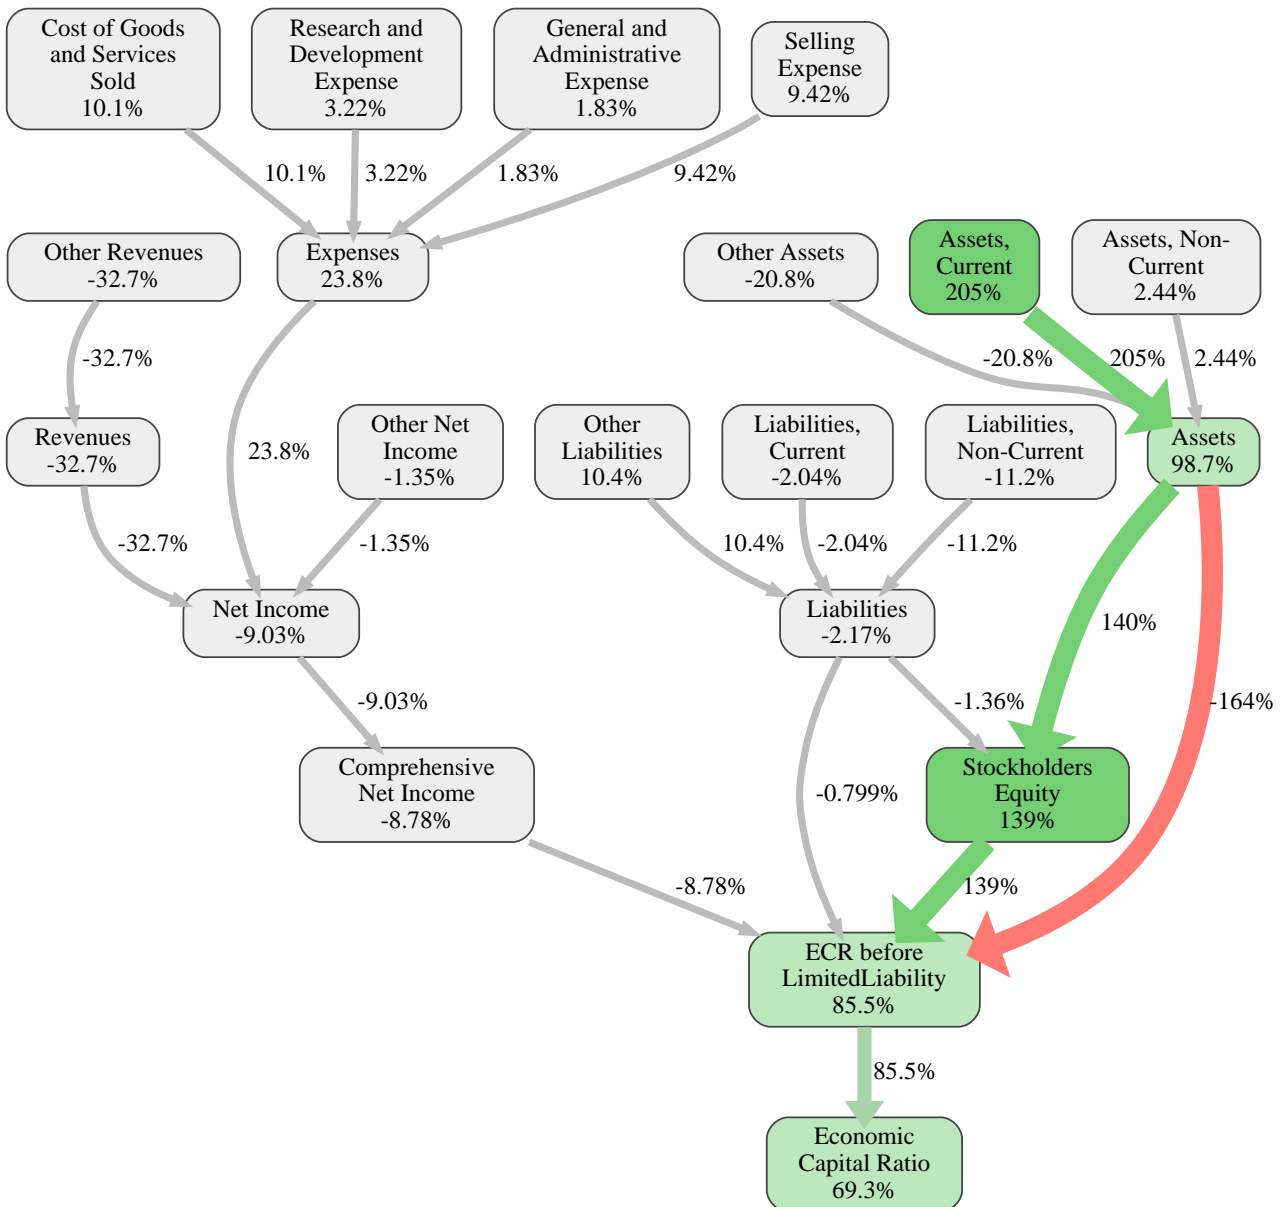 Cost of Goods
and Services
Sold
10.1%
Research and
Development
Expense
3.22%
General and
Administrative
Expense
1.83%
Selling
Expense
9.42%
10.1%
3.22%
1.83%
9.42%
Other Revenues
-32.7%
Expenses
23.8%
Other Assets
-20.8%
Assets,
Current
205%
Assets, Non-
Current
2.44%
-32.7%
-20.8%
205%
2.44%
Revenues
-32.7%
23.8%
Other Net
Income
-1.35%
Other
Liabilities
10.4%
Liabilities,
Current
-2.04%
Liabilities,
Non-Current
-11.2%
Assets
98.7%
-32.7%
-1.35%
10.4%
-2.04%
-11.2%
Net Income
-9.03%
Liabilities
-2.17%
140%
-9.03%
-1.36%
-164%
Comprehensive
Net Income
-8.78%
-0.799%
Stockholders
Equity
139%
-8.78%
139%
ECR before
LimitedLiability
85.5%
85.5%
Economic
Capital Ratio
69.3%